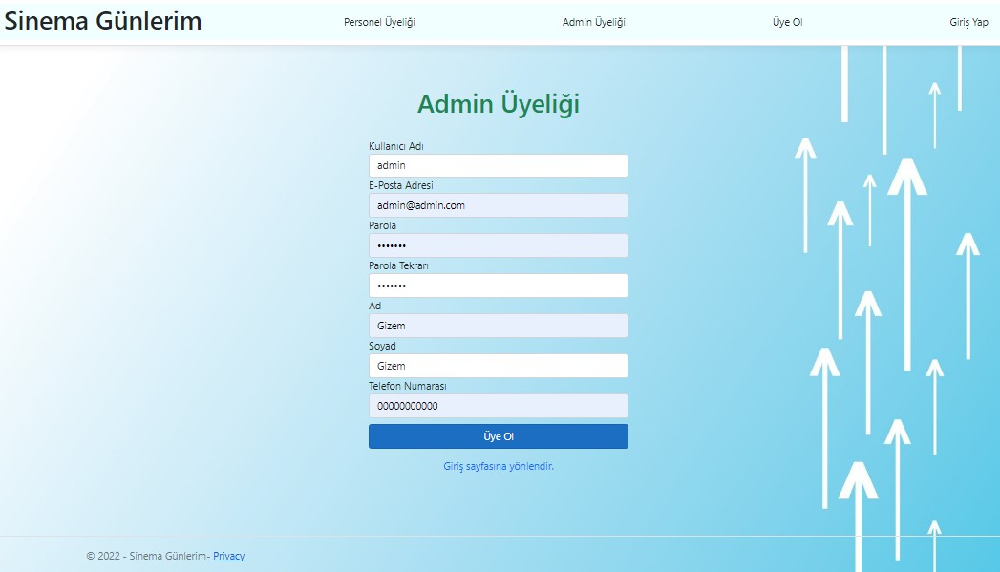 Sinema Günlerim
Personel Üyeliği
Admin Üyeliği
Üye Ol
Giriş Yap
Admin Üyeliği
Kullanıcı Adı
admin
E-Posta Adresi
admin@admin.com
Parola
•••••••
Parola Tekrarı
•••••••
Ad
Gizem
Soyad
Gizem
Telefon Numarası
00000000000
Üye Ol
Giriş sayfasına yönlendir.
© 2022 - Sinema Günlerim- Privacy